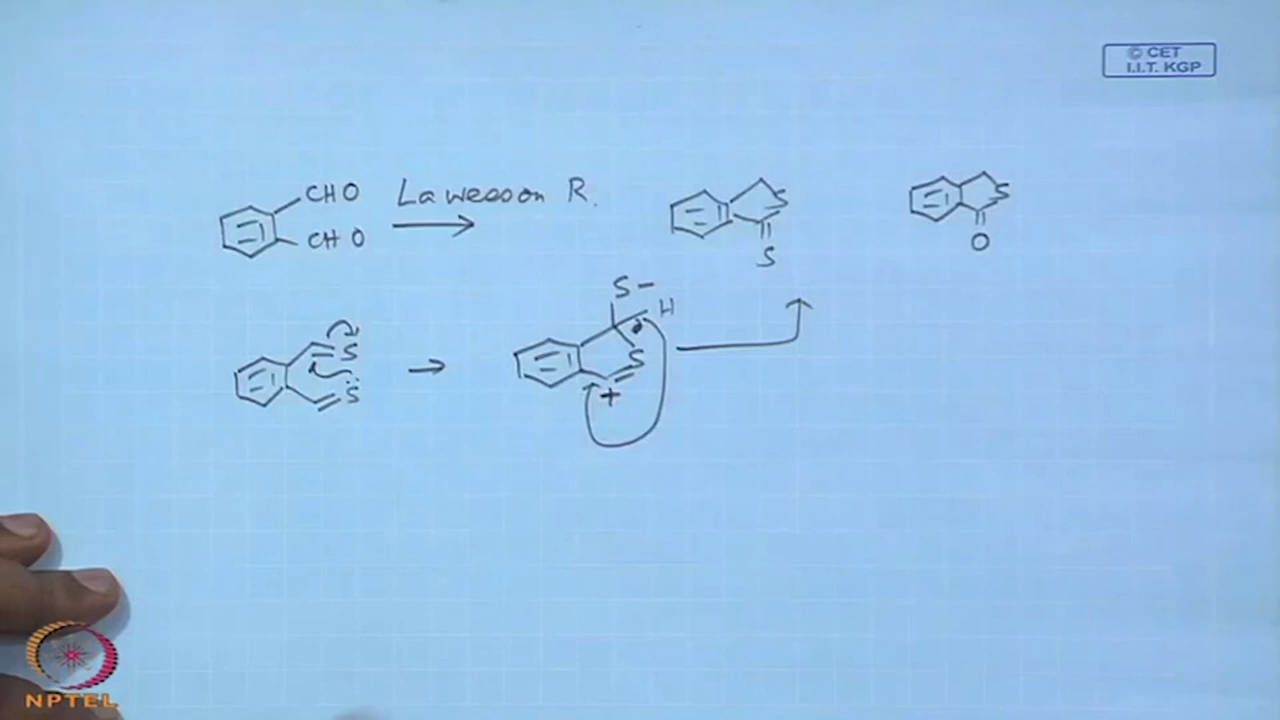 © CET
I.I.T. KGP
CHO
Lawesson R.
CHO
S
S
S
O
S -
H
S
S
S
+
NPTEL